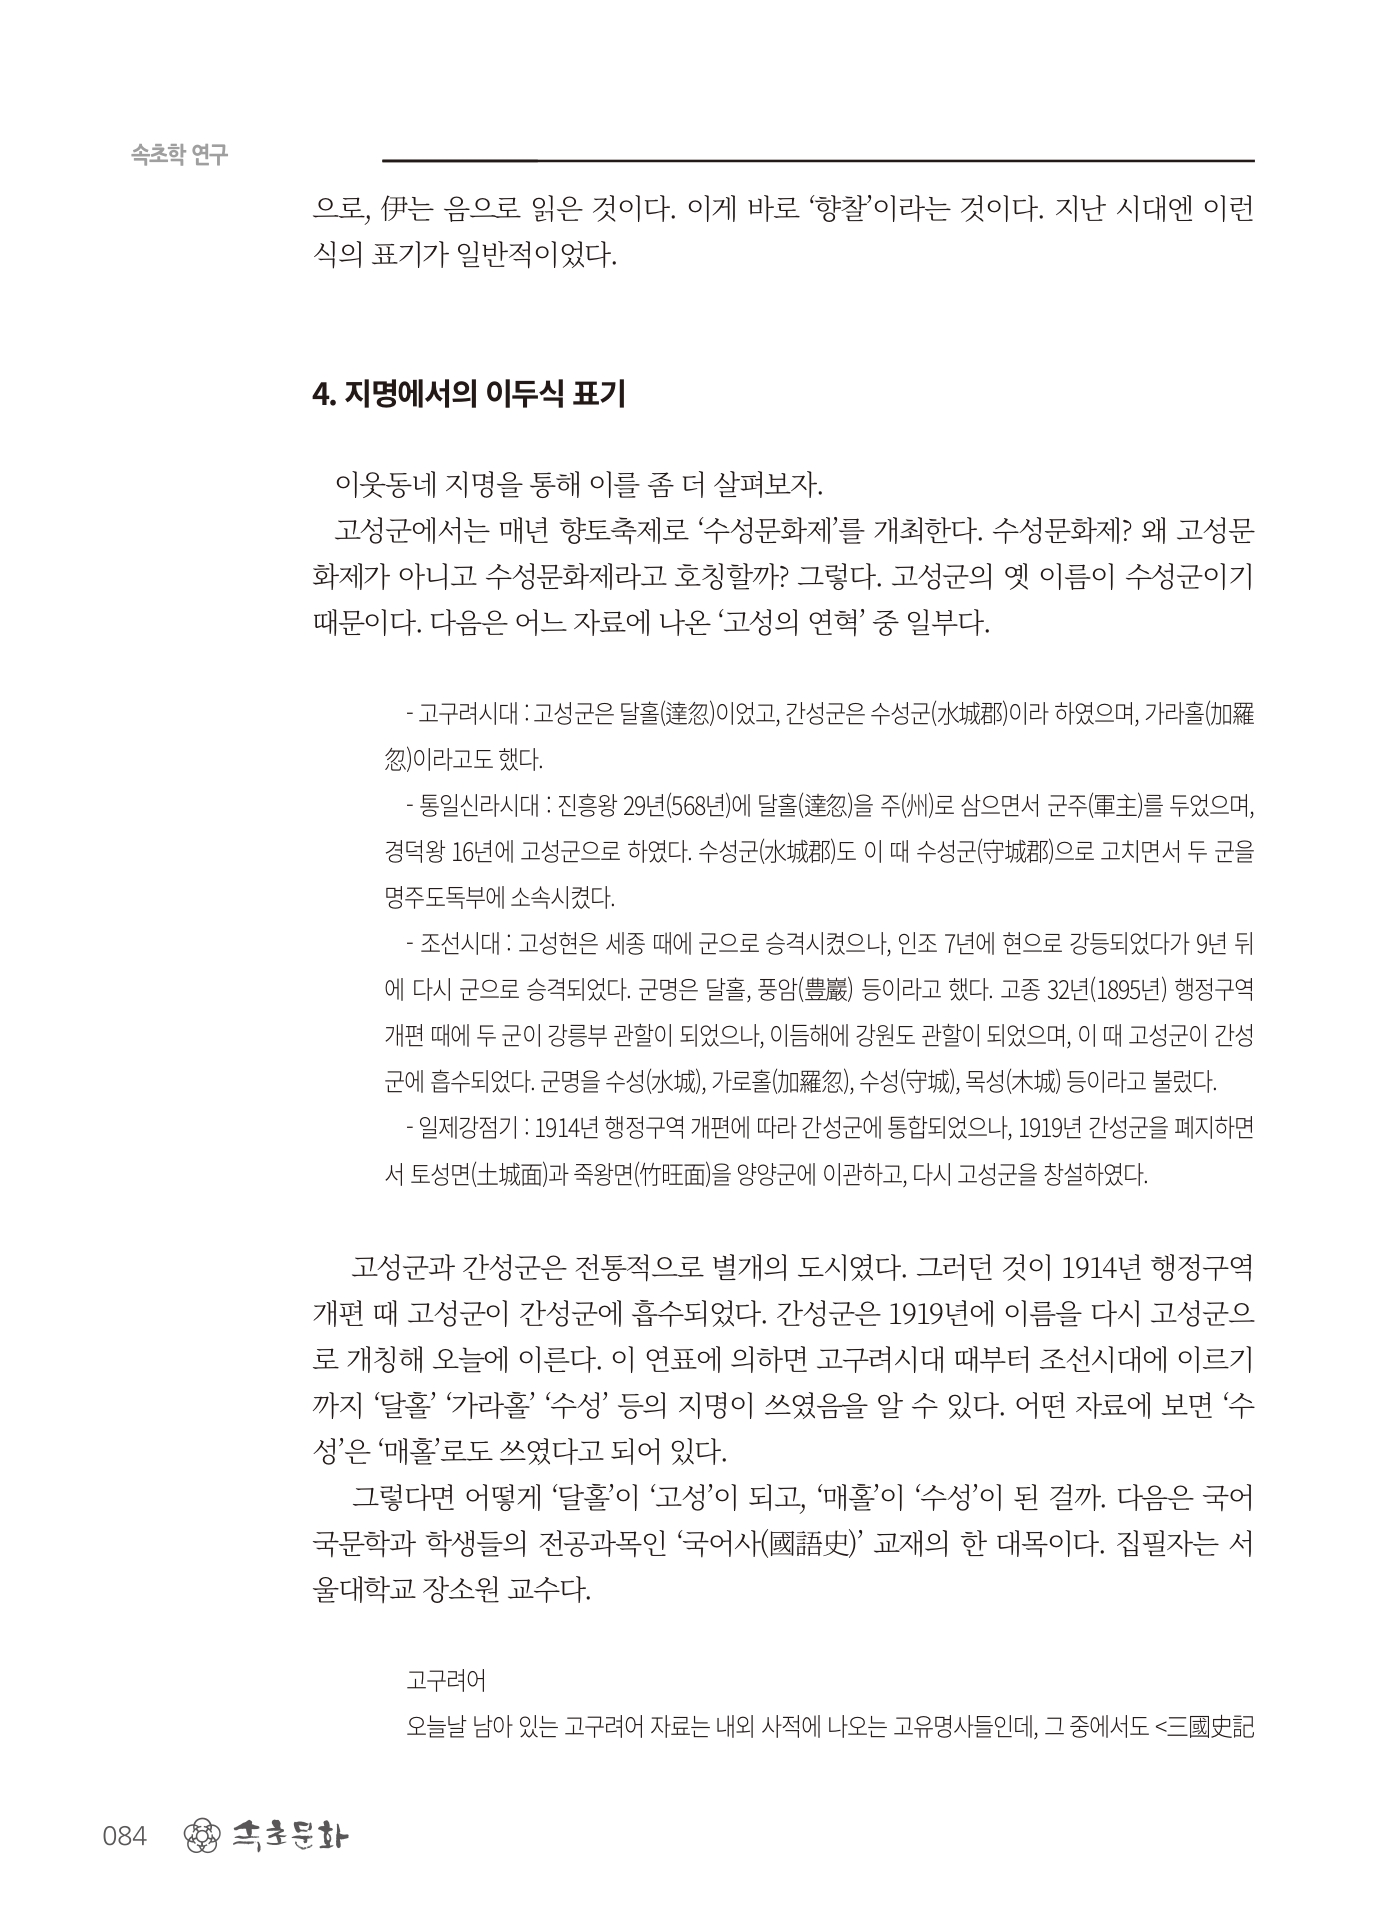 속초학 연구
으로, 伊는 음으로 읽은 것이다. 이게 바로 ‘향찰’이라는 것이다. 지난 시대엔 이런
식의 표기가 일반적이었다.
4. 지명에서의 이두식 표기
이웃동네 지명을 통해 이를 좀 더 살펴보자.
고성군에서는 매년 향토축제로 ‘수성문화제’를 개최한다. 수성문화제? 왜 고성문
화제가 아니고 수성문화제라고 호칭할까? 그렇다. 고성군의 옛 이름이 수성군이기
때문이다. 다음은 어느 자료에 나온 ‘고성의 연혁’ 중 일부다.
- 고구려시대 : 고성군은 달홀(達忽)이었고, 간성군은 수성군(水城郡)이라 하였으며, 가라홀(加羅
忽)이라고도 했다.
- 통일신라시대 : 진흥왕 29년(568년)에 달홀(達忽)을 주(州)로 삼으면서 군주(軍主)를 두었으며,
경덕왕 16년에 고성군으로 하였다. 수성군(水城郡)도 이 때 수성군(守城郡)으로 고치면서 두 군을
명주도독부에 소속시켰다.
- 조선시대 : 고성현은 세종 때에 군으로 승격시켰으나, 인조 7년에 현으로 강등되었다가 9년 뒤
에 다시 군으로 승격되었다. 군명은 달홀, 풍암(豊巖) 등이라고 했다. 고종 32년(1895년) 행정구역
개편 때에 두 군이 강릉부 관할이 되었으나, 이듬해에 강원도 관할이 되었으며, 이 때 고성군이 간성
군에 흡수되었다. 군명을 수성(水城), 가로홀(加羅忽), 수성(守城), 목성(木城) 등이라고 불렀다.
- 일제강점기 : 1914년 행정구역 개편에 따라 간성군에 통합되었으나, 1919년 간성군을 폐지하면
서 토성면(土城面)과 죽왕면(竹旺面)을 양양군에 이관하고, 다시 고성군을 창설하였다.
고성군과 간성군은 전통적으로 별개의 도시였다. 그러던 것이 1914년 행정구역
개편 때 고성군이 간성군에 흡수되었다. 간성군은 1919년에 이름을 다시 고성군으
로 개칭해 오늘에 이른다. 이 연표에 의하면 고구려시대 때부터 조선시대에 이르기
까지 ‘달홀’ ‘가라홀’ ‘수성’ 등의 지명이 쓰였음을 알 수 있다. 어떤 자료에 보면 ‘수
성’은 ‘매홀’로도 쓰였다고 되어 있다.
그렇다면 어떻게 ‘달홀’이 ‘고성’이 되고, ‘매홀’이 ‘수성’이 된 걸까. 다음은 국어
국문학과 학생들의 전공과목인 ‘국어사(國語史)’ 교재의 한 대목이다. 집필자는 서
울대학교 장소원 교수다.
고구려어
오늘날 남아 있는 고구려어 자료는 내외 사적에 나오는 고유명사들인데, 그 중에서도 <三國史記
084 속초문화